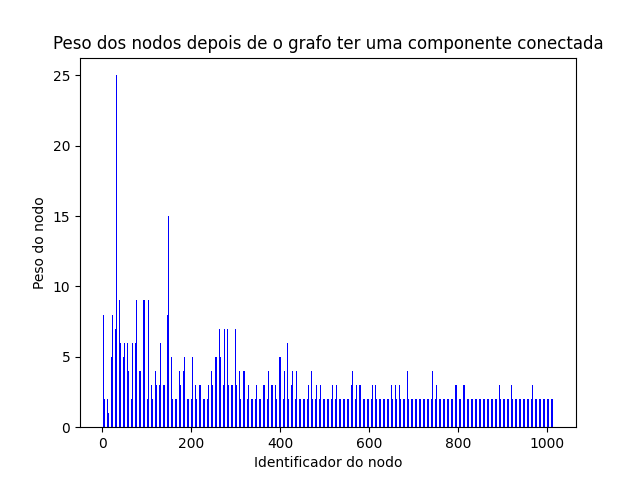 Peso dos nodos depois de o grafo ter uma componente conectada
25
20
15
10
5
0
Peso do nodo
0 200 400 600 800 1000
Identificador do nodo